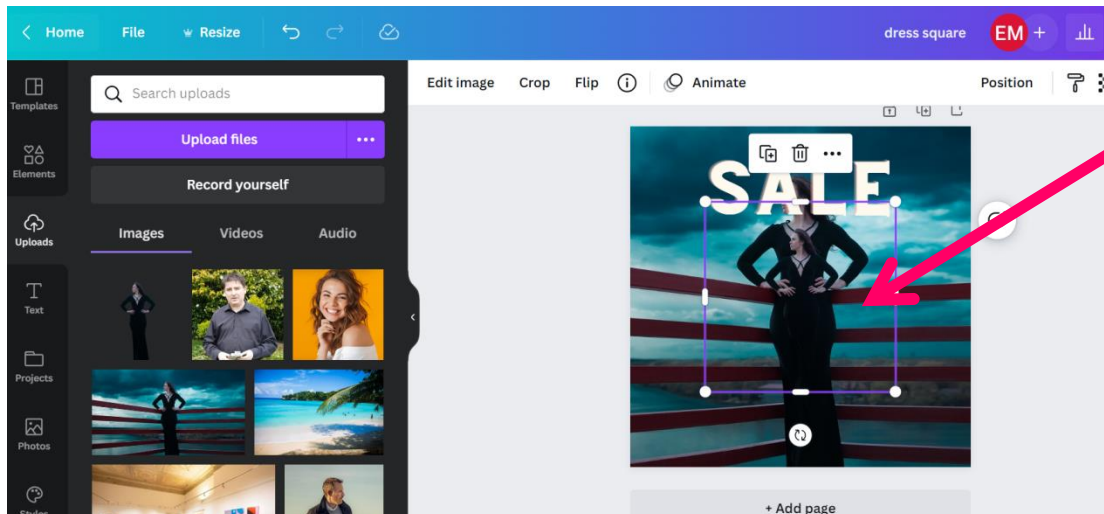 Home File Resize dress square EM +
Templates
Elements
Uploads
Text
Projects
Photos
Styles
Search uploads
Upload files
Record yourself
Images Videos Audio
Edit image Crop Flip Animate Position
SALE
+ Add page